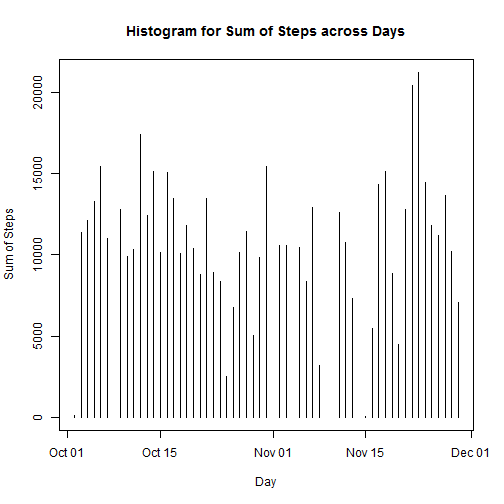 Histogram for Sum of Steps across Days
Sum of Steps
20000
15000
10000
5000
0
Oct 01 Oct 15 Nov 01 Nov 15 Dec 01
Day